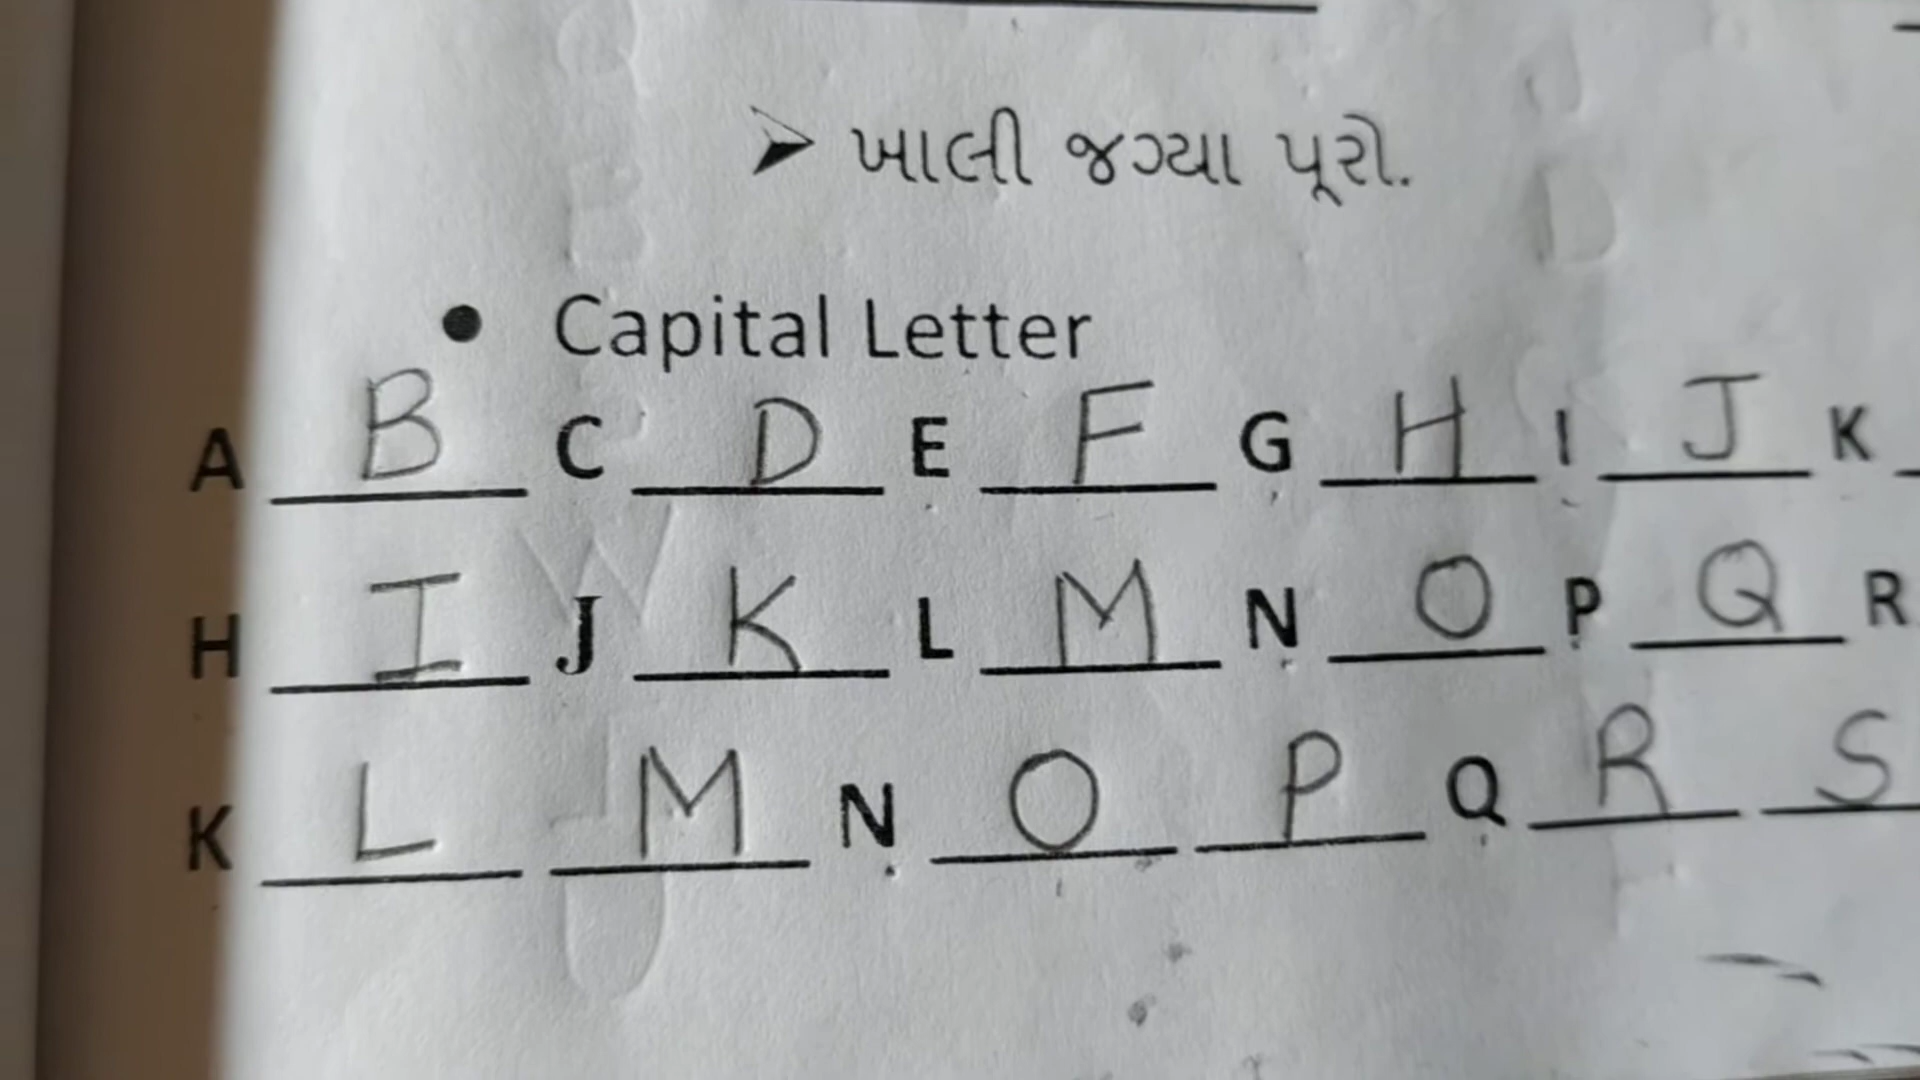 ➤ ખાલી જગ્યા પૂરો.
• Capital Letter
A B C D E F G H I J K
H I J K L M N O P Q R
K L M N O P Q R S